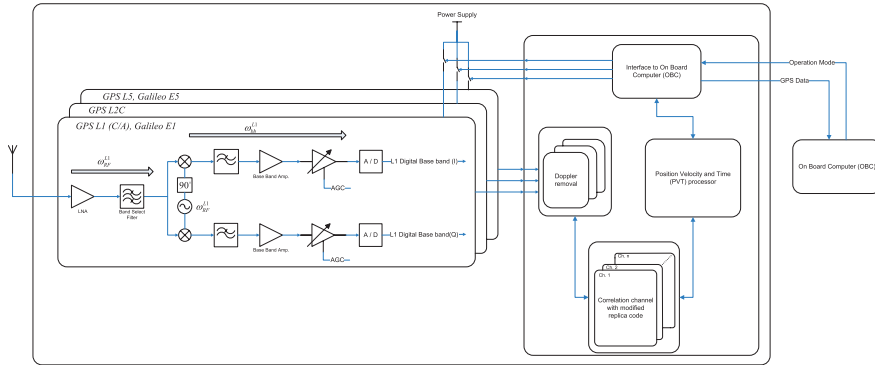 Power Supply
GPS L5, Galileo E5
GPS L2C
GPS L1 (C/A), Galileo E1
ω_bb^L1
ω_RF^L1
LNA
Band Select
Filter
90°
ω_RF^L1
Base Band Amp.
AGC
A / D
L1 Digital Base band (I)
Base Band Amp.
AGC
A / D
L1 Digital Base band(Q)
Doppler
removal
Interface to On Board
Computer (OBC)
Operation Mode
GPS Data
Position Velocity and Time
(PVT) processor
On Board Computer (OBC)
Ch. n
Ch. 2
Ch. 1
Correlation channel
with modified
replica code